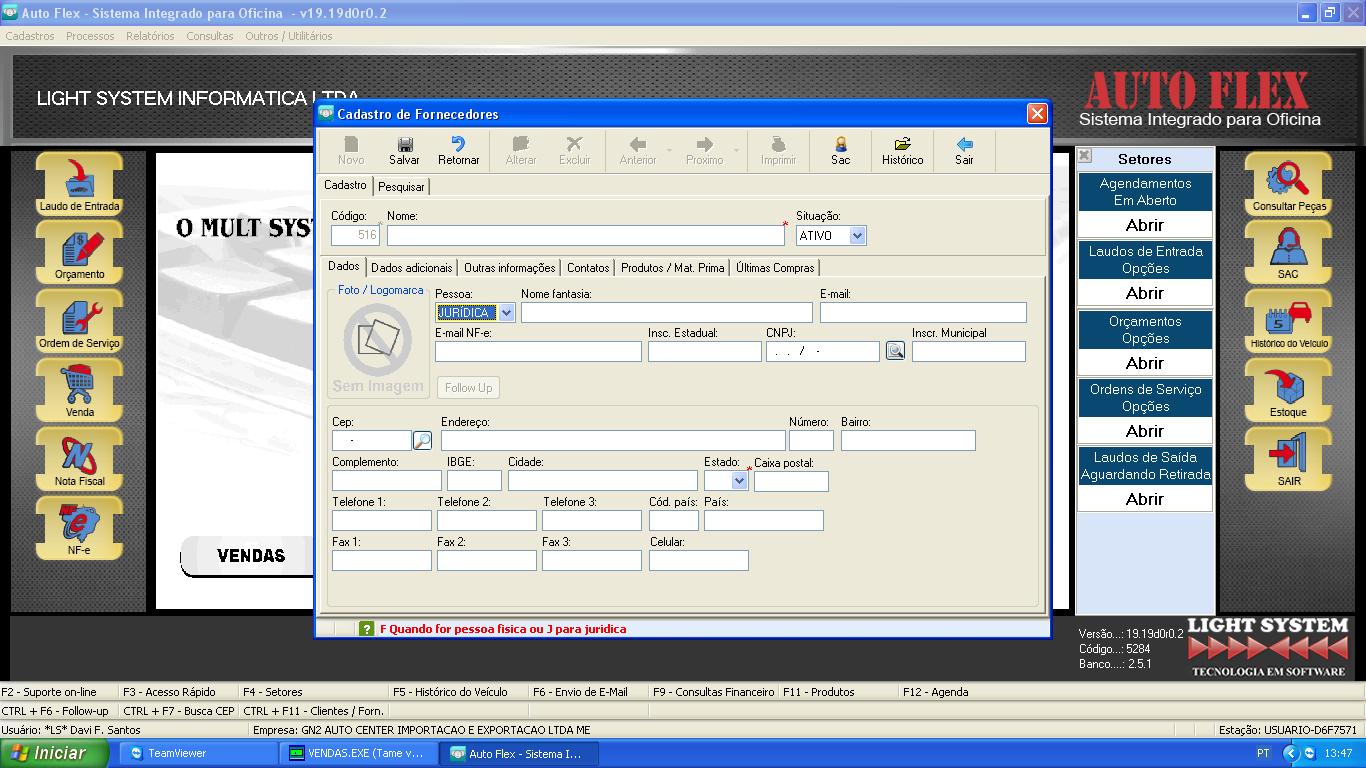 Auto Flex - Sistema Integrado para Oficina - v19.19d0r0.2
Cadastros Processos Relatórios Consultas Outros / Utilitários
LIGHT SYSTEM INFORMATICA LTDA
AUTO FLEX
Sistema Integrado para Oficina
Laudo de Entrada
Orçamento
Ordem de Serviço
Venda
Nota Fiscal
NF-e
O MULT SYS
VENDAS
Cadastro de Fornecedores
Novo Salvar Retornar Alterar Excluir Anterior Proximo Imprimir Sac Histórico Sair
Cadastro Pesquisar
Código: Nome: Situação:
516 * * ATIVO
Dados Dados adicionais Outras informações Contatos Produtos / Mat. Prima Últimas Compras
Foto / Logomarca
Sem Imagem
Pessoa: Nome fantasia: E-mail:
JURÍDICA
E-mail NF-e: Insc. Estadual: CNPJ: Inscr. Municipal
. . / -
Follow Up
Cep: Endereço: Número: Bairro:
-
Complemento: IBGE: Cidade: Estado: * Caixa postal:
Telefone 1: Telefone 2: Telefone 3: Cód. país: País:
Fax 1: Fax 2: Fax 3: Celular:
? F Quando for pessoa fisica ou J para juridica
Setores
Agendamentos
Em Aberto
Abrir
Laudos de Entrada
Opções
Abrir
Orçamentos
Opções
Abrir
Ordens de Serviço
Opções
Abrir
Laudos de Saída
Aguardando Retirada
Abrir
Consultar Peças
SAC
5
Histórico do Veículo
Estoque
SAIR
Versão...: 19.19d0r0.2
Código...: 5284
Banco....: 2.5.1
LIGHT SYSTEM
TECNOLOGIA EM SOFTWARE
F2 - Suporte on-line F3 - Acesso Rápido F4 - Setores F5 - Histórico do Veículo F6 - Envio de E-Mail F9 - Consultas Financeiro F11 - Produtos F12 - Agenda
CTRL + F6 - Follow-up CTRL + F7 - Busca CEP CTRL + F11 - Clientes / Forn.
Usuário: *LS* Davi F. Santos Empresa: GN2 AUTO CENTER IMPORTACAO E EXPORTACAO LTDA ME Estação: USUARIO-D6F7571
Iniciar TeamViewer VENDAS.EXE (Tame v... Auto Flex - Sistema I... PT 13:47